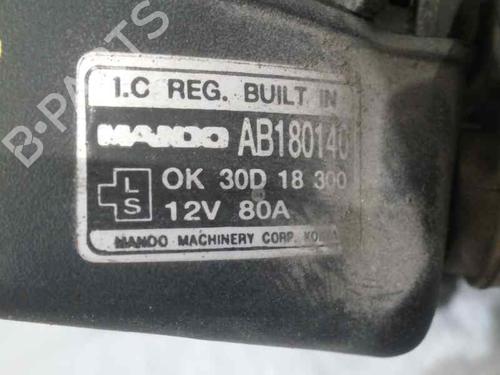 B-PARTS
I.C REG. BUILT IN
MANDO AB180140
L S OK 30D 18 300
12V 80A
MANDO MACHINERY CORP. KOREA